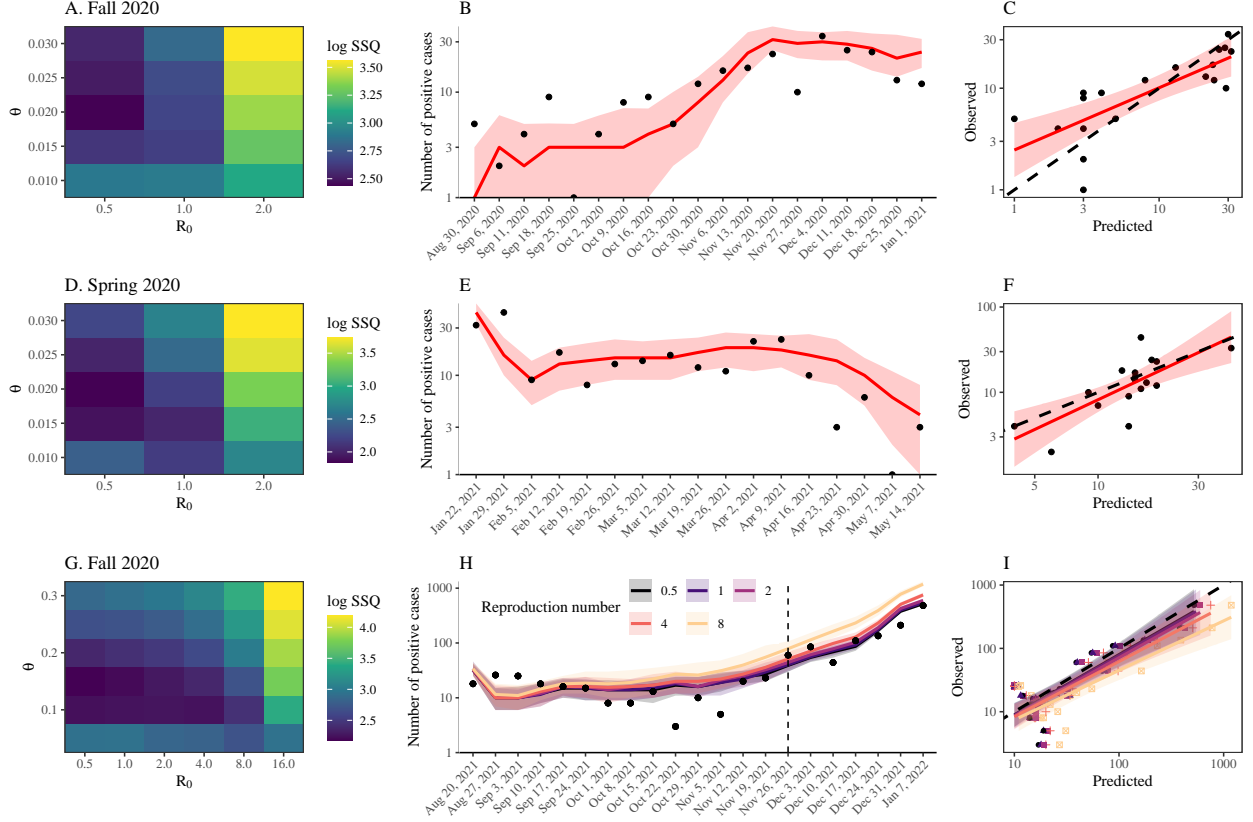 A. Fall 2020
0.030
0.025
0.020
0.015
0.010
θ
0.5
1.0
2.0
R0
log SSQ
3.50
3.25
3.00
2.75
2.50
B
Number of positive cases
30
10
3
1
Aug 30, 2020
Sep 6, 2020
Sep 11, 2020
Sep 18, 2020
Sep 25, 2020
Oct 2, 2020
Oct 9, 2020
Oct 16, 2020
Oct 23, 2020
Oct 30, 2020
Nov 6, 2020
Nov 13, 2020
Nov 20, 2020
Nov 27, 2020
Dec 4, 2020
Dec 11, 2020
Dec 18, 2020
Dec 25, 2020
Jan 1, 2021
C
Observed
30
10
3
1
1
3
10
30
Predicted
D. Spring 2020
0.030
0.025
0.020
0.015
0.010
θ
0.5
1.0
2.0
R0
log SSQ
3.5
3.0
2.5
2.0
E
Number of positive cases
30
10
3
1
Jan 22, 2021
Jan 29, 2021
Feb 5, 2021
Feb 12, 2021
Feb 19, 2021
Feb 26, 2021
Mar 5, 2021
Mar 12, 2021
Mar 19, 2021
Mar 26, 2021
Apr 2, 2021
Apr 9, 2021
Apr 16, 2021
Apr 23, 2021
Apr 30, 2021
May 7, 2021
May 14, 2021
F
Observed
100
30
10
3
5
10
30
Predicted
G. Fall 2020
0.3
0.2
0.1
θ
0.5
1.0
2.0
4.0
8.0
16.0
R0
log SSQ
4.0
3.5
3.0
2.5
H
Number of positive cases
1000
100
10
1
Reproduction number
0.5
1
2
4
8
Aug 20, 2021
Aug 27, 2021
Sep 3, 2021
Sep 10, 2021
Sep 17, 2021
Sep 24, 2021
Oct 1, 2021
Oct 8, 2021
Oct 15, 2021
Oct 22, 2021
Oct 29, 2021
Nov 5, 2021
Nov 12, 2021
Nov 19, 2021
Nov 26, 2021
Dec 3, 2021
Dec 10, 2021
Dec 17, 2021
Dec 24, 2021
Dec 31, 2021
Jan 7, 2022
I
Observed
1000
100
10
10
100
1000
Predicted